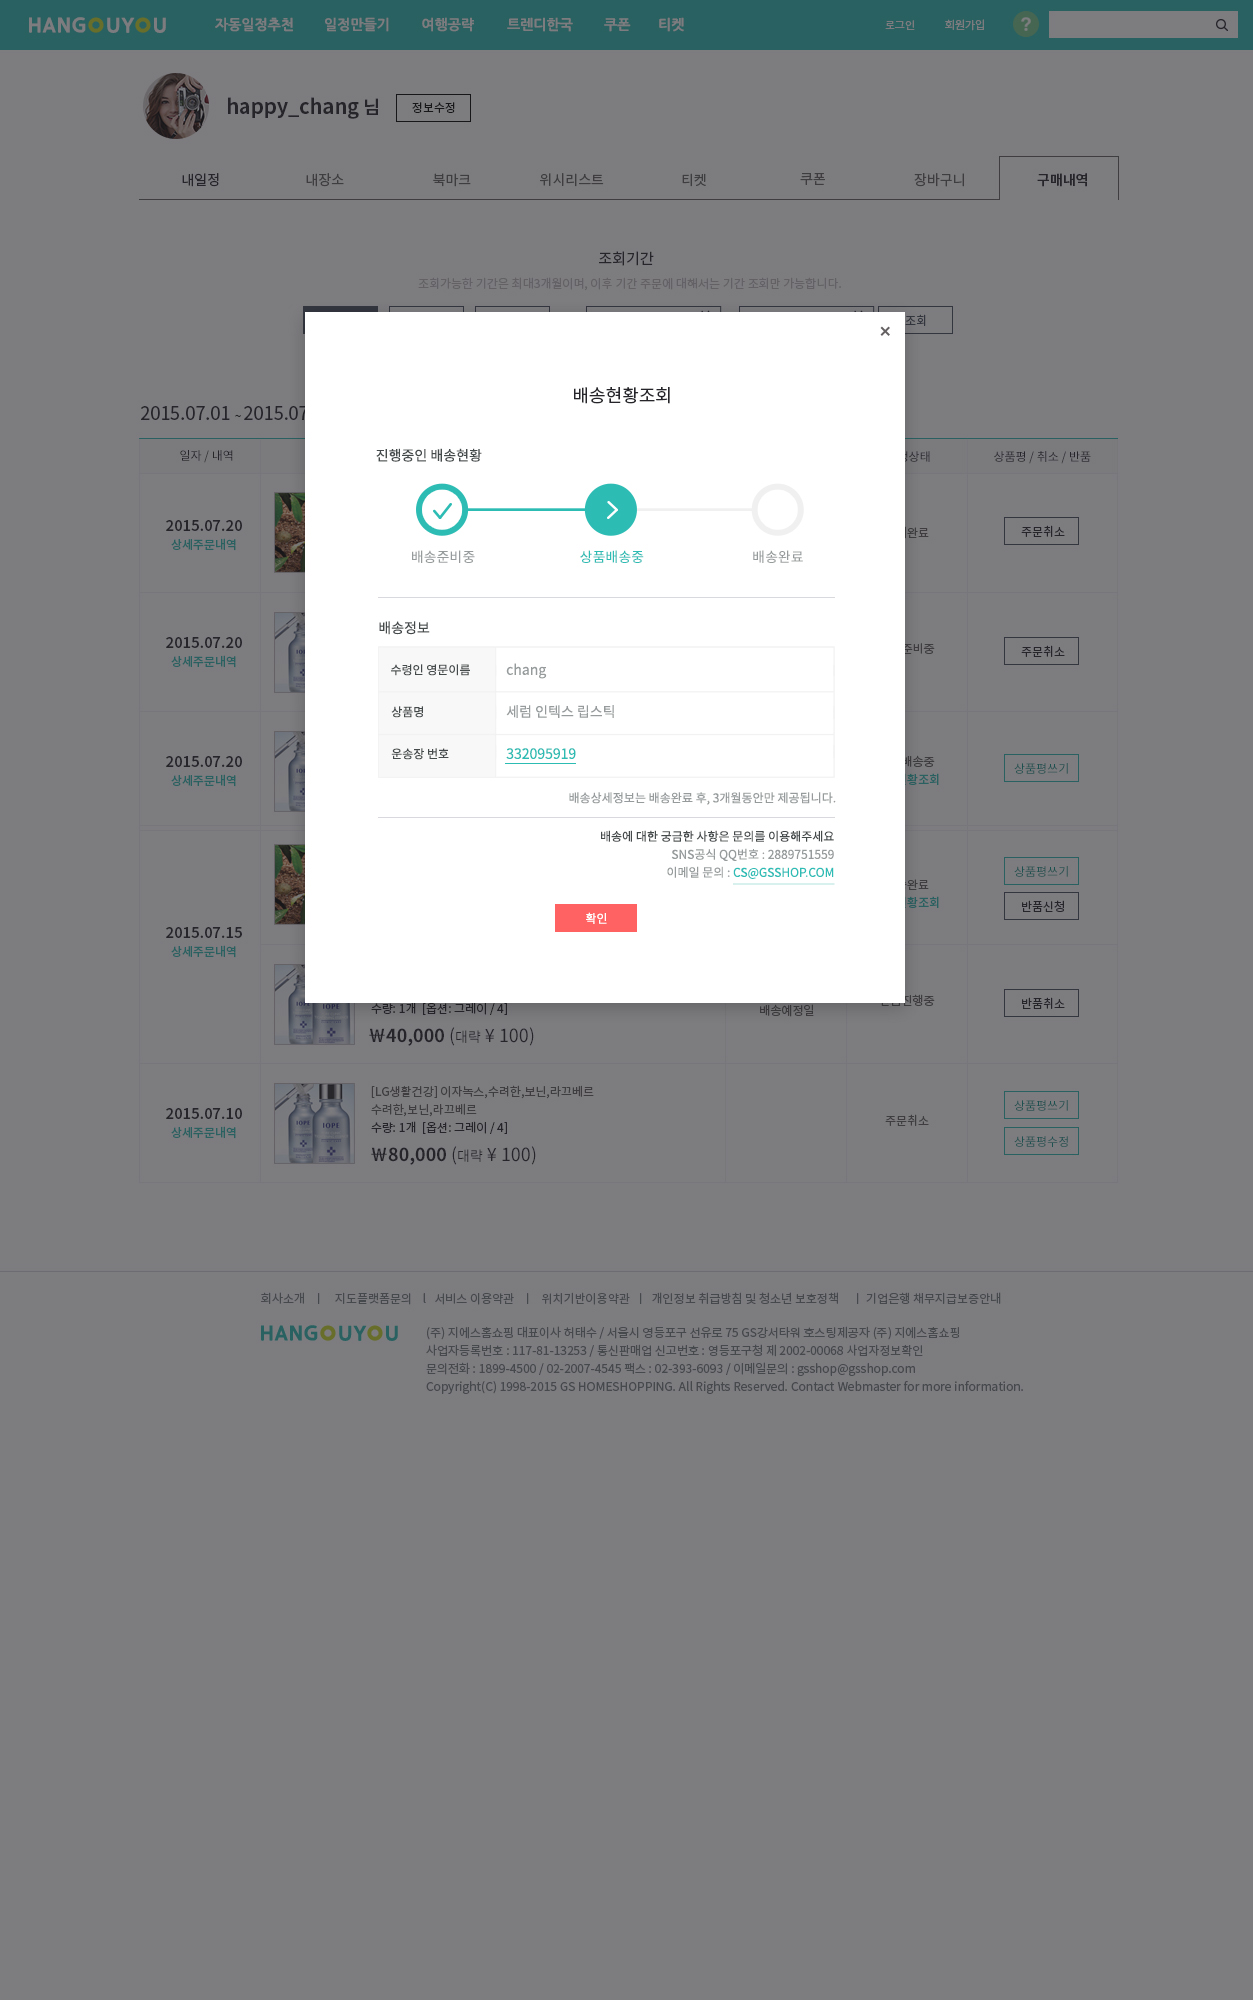 HANGOUYOU 자동일정추천 일정만들기 여행공략 트렌디한국 쿠폰 티켓 로그인 회원가입 ?
happy_chang 님 정보수정
내일정 내장소 북마크 위시리스트 티켓 쿠폰 장바구니 구매내역
조회기간
조회가능한 기간은 최대3개월이며, 이후 기간 주문에 대해서는 기간 조회만 가능합니다.
조회
×
배송현황조회
진행중인 배송현황
배송준비중 상품배송중 배송완료
배송정보
수령인 영문이름 chang
상품명 세럼 인텍스 립스틱
운송장 번호 332095919
배송상세정보는 배송완료 후, 3개월동안만 제공됩니다.
배송에 대한 궁금한 사항은 문의를 이용해주세요
SNS공식 QQ번호 : 2889751559
이메일 문의 : CS@GSSHOP.COM
확인
2015.07.01 ~ 2015.07
일자 / 내역 상태 상품평 / 취소 / 반품
2015.07.20
상세주문내역
완료
주문취소
2015.07.20
상세주문내역
준비중
주문취소
2015.07.20
상세주문내역
배송중
황조회
상품평쓰기
2015.07.15
상세주문내역
완료
황조회
상품평쓰기
반품신청
수량: 1개 [옵션: 그레이 / 4]
₩40,000 (대략 ¥ 100)
배송예정일
진행중
반품취소
2015.07.10
상세주문내역
IOPE IOPE
[LG생활건강] 이자녹스,수려한,보닌,라끄베르
수려한,보닌,라끄베르
수량: 1개 [옵션: 그레이 / 4]
₩80,000 (대략 ¥ 100)
주문취소
상품평쓰기
상품평수정
회사소개 | 지도플랫폼문의 l 서비스 이용약관 | 위치기반이용약관 | 개인정보 취급방침 및 청소년 보호정책 | 기업은행 채무지급보증안내
HANGOUYOU
(주) 지에스홈쇼핑 대표이사 허태수 / 서울시 영등포구 선유로 75 GS강서타워 호스팅제공자 (주) 지에스홈쇼핑
사업자등록번호 : 117-81-13253 / 통신판매업 신고번호 : 영등포구청 제 2002-00068 사업자정보확인
문의전화 : 1899-4500 / 02-2007-4545 팩스 : 02-393-6093 / 이메일문의 : gsshop@gsshop.com
Copyright(C) 1998-2015 GS HOMESHOPPING. All Rights Reserved. Contact Webmaster for more information.